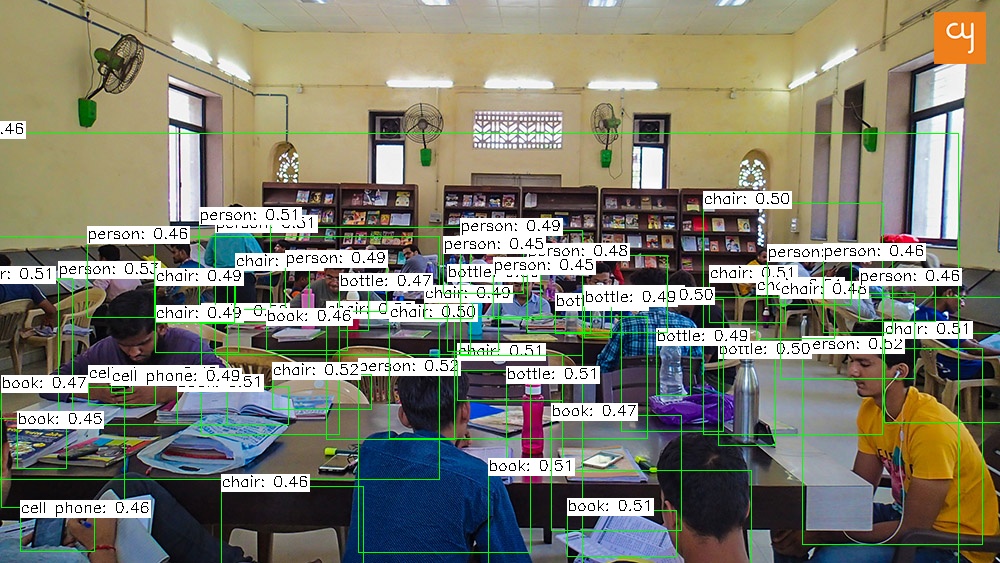 cy
.46
chair: 0.50
person: 0.51
person: 0.49
person: 0.46
person: 0.45
person: 0.48
person: 0.46
r: 0.51
person: 0.53
chair: 0.49
person: 0.49
bottle: 0.47
person: 0.45
chair: 0.51
person: 0.46
chair: 0.49
bottle: 0.49
0.50
chair: 0.48
chair: 0.49
book: 0.46
chair: 0.50
bottle: 0.49
bottle: 0.50
person: 0.52
chair: 0.51
chair: 0.51
book: 0.47
cell phone: 0.49
0.51
chair: 0.52
person: 0.52
bottle: 0.51
book: 0.45
book: 0.47
chair: 0.46
book: 0.51
cell phone: 0.46
book: 0.51